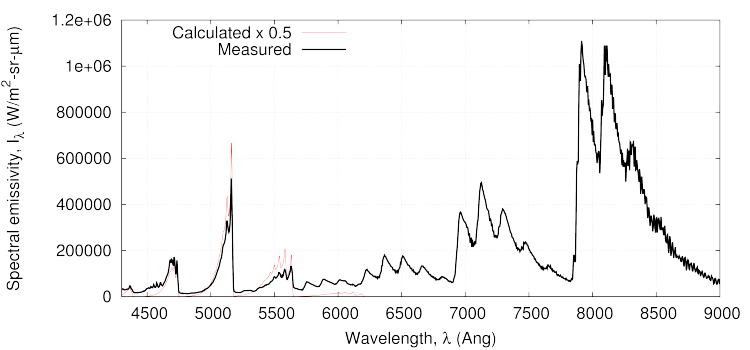 Calculated x 0.5
Measured
Spectral emissivity, Iλ (W/m²-sr-μm)
1.2e+06
1e+06
800000
600000
400000
200000
0
4500 5000 5500 6000 6500 7000 7500 8000 8500 9000
Wavelength, λ (Ang)